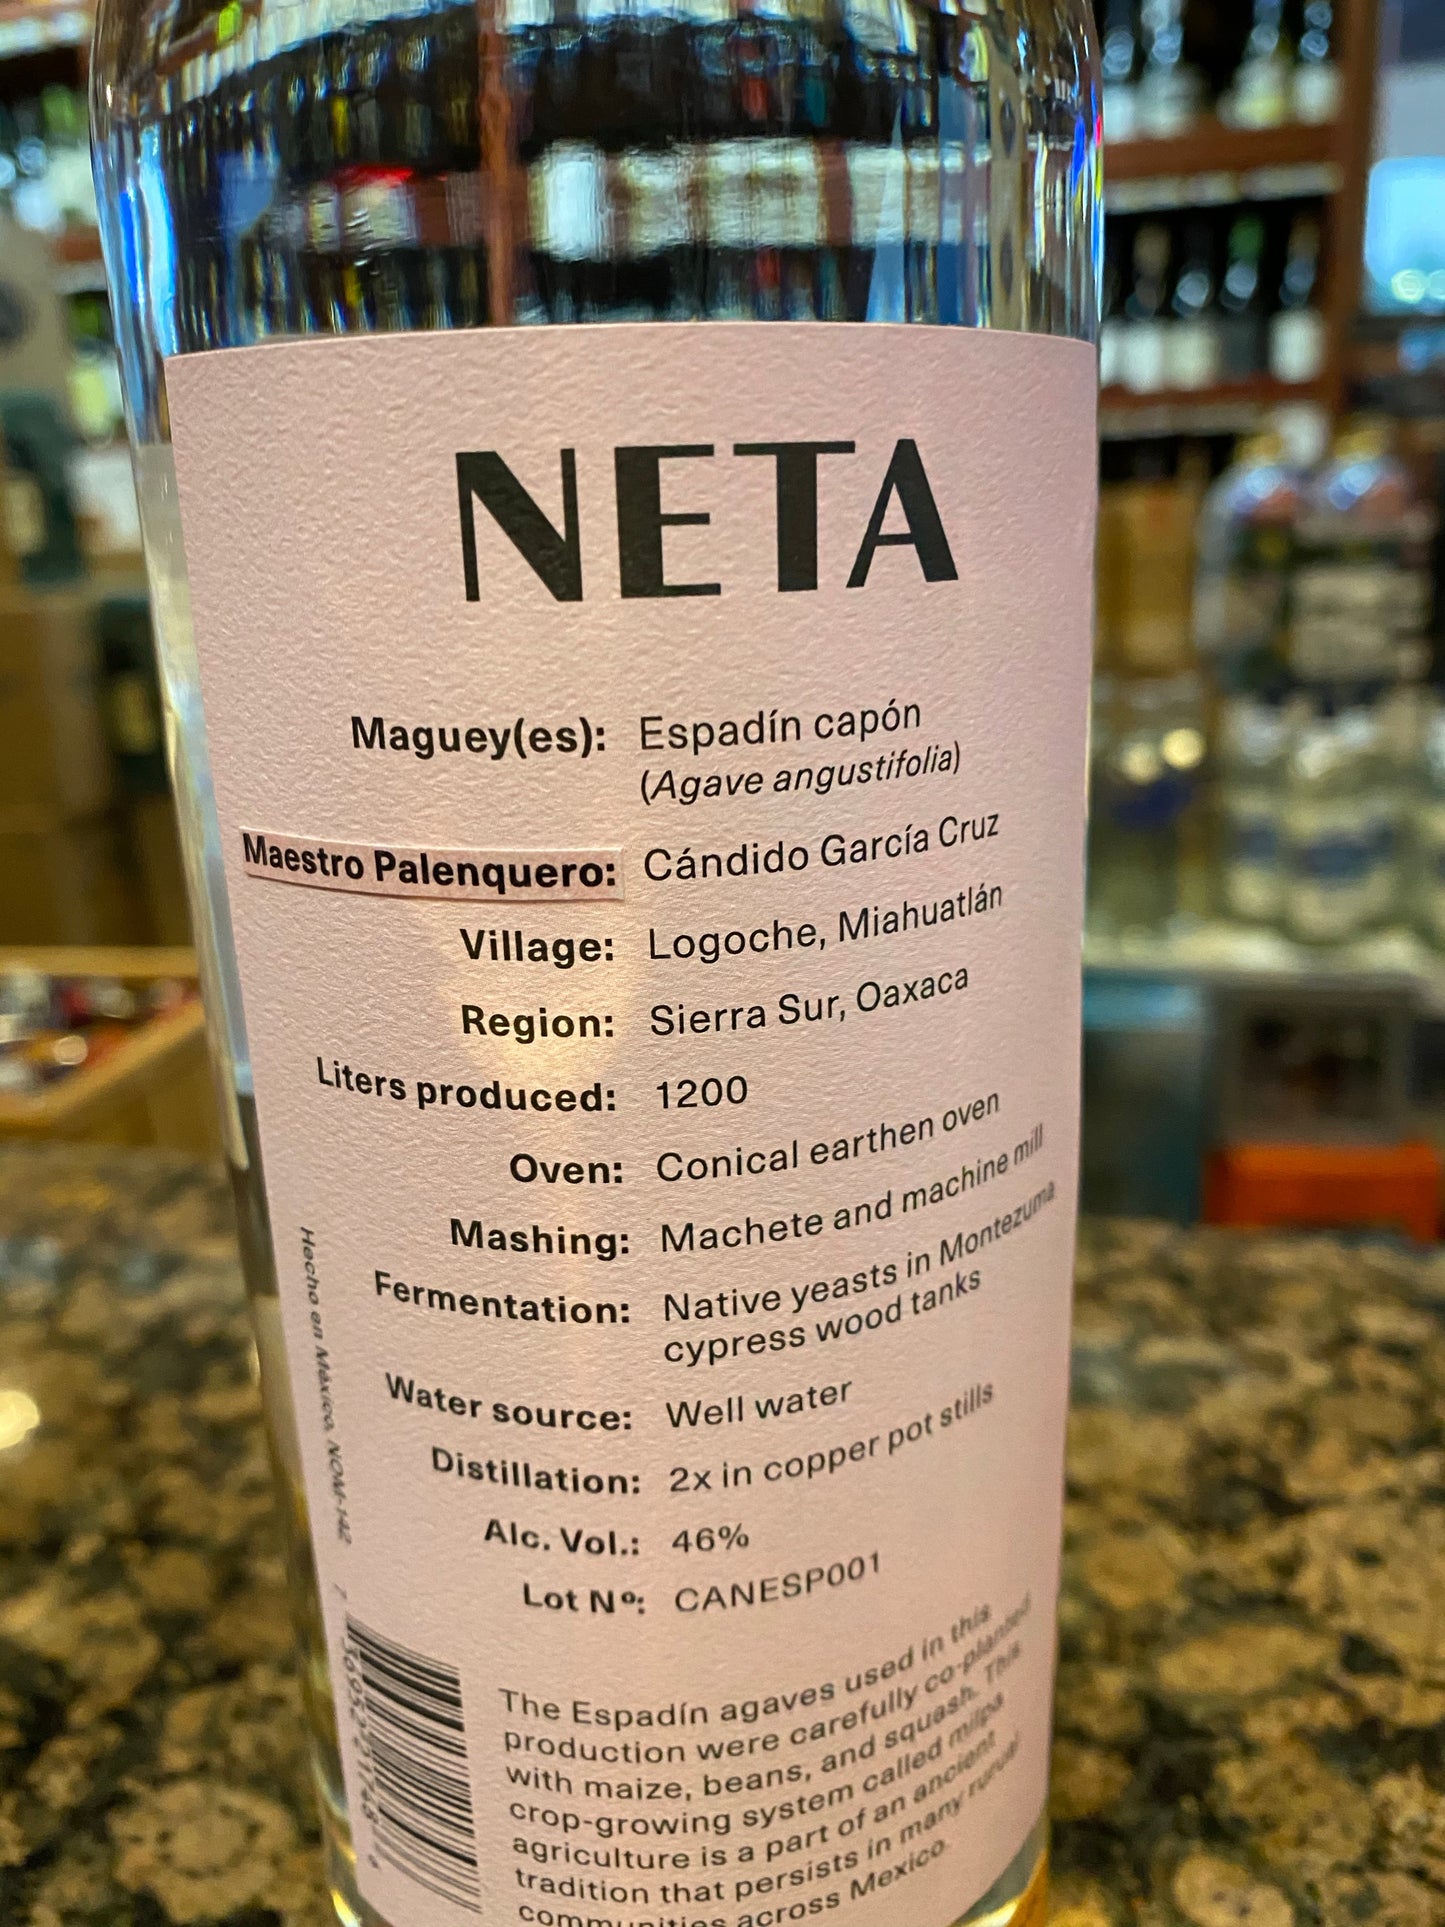 NETA
Maguey(es): Espadín capón
(Agave angustifolia)
Maestro Palenquero: Cándido García Cruz
Village: Logoche, Miahuatlán
Region: Sierra Sur, Oaxaca
Liters produced: 1200
Oven: Conical earthen oven
Mashing: Machete and machine mill
Fermentation: Native yeasts in Montezuma
cypress wood tanks
Water source: Well water
Distillation: 2x in copper pot stills
Alc. Vol.: 46%
Lot Nº: CANESP001
The Espadín agaves used in this
production were carefully co-planted
with maize, beans, and squash. This
crop-growing system called milpa
agriculture is a part of an ancient
tradition that persists in many
communities across Mexico
Hecho en México, NOM-142